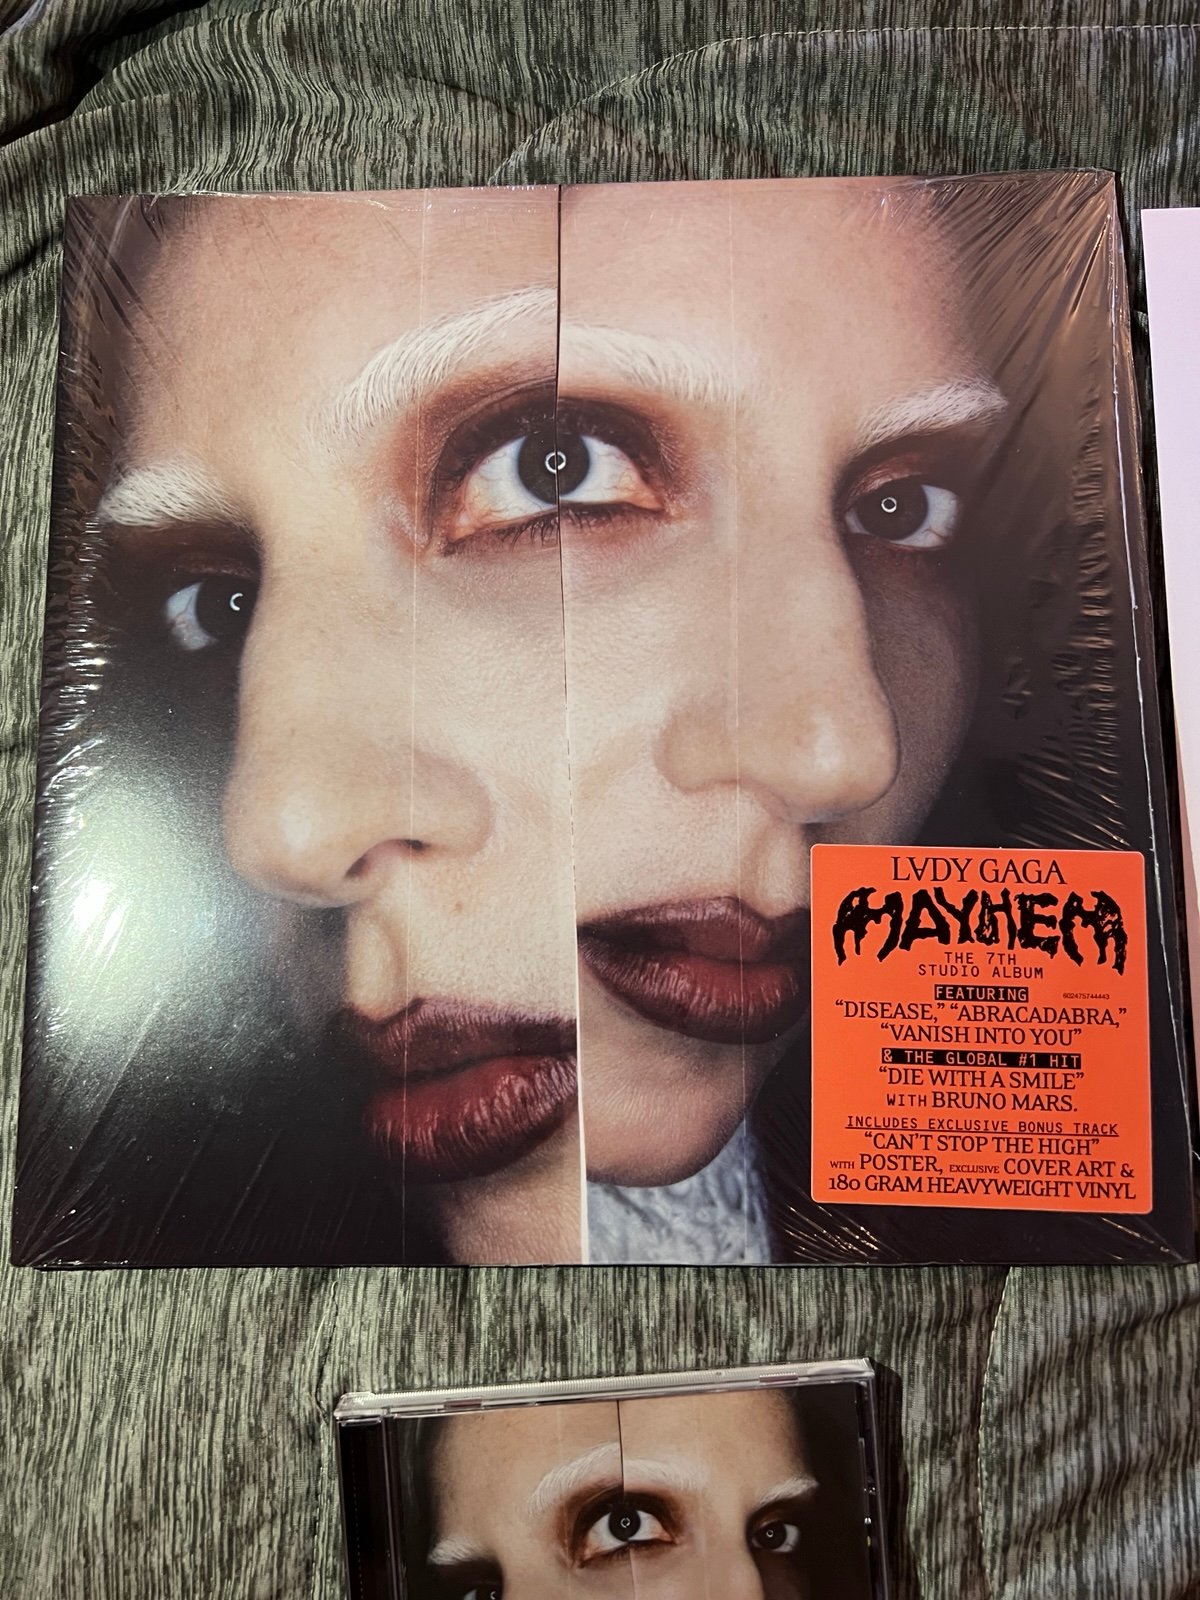 LVDY GAGA
MAYHEM
THE 7TH
STUDIO ALBUM
FEATURING 602475744443
“DISEASE,” “ABRACADABRA,”
“VANISH INTO YOU”
& THE GLOBAL #1 HIT
“DIE WITH A SMILE”
WITH BRUNO MARS.
INCLUDES EXCLUSIVE BONUS TRACK
“CAN’T STOP THE HIGH”
WITH POSTER, EXCLUSIVE COVER ART &
180 GRAM HEAVYWEIGHT VINYL